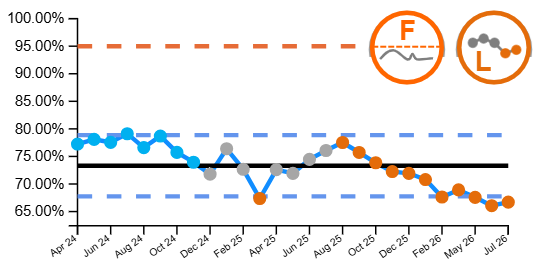 100.00%
95.00%
90.00%
85.00%
80.00%
75.00%
70.00%
65.00%
F
L
Apr 24
Jun 24
Aug 24
Oct 24
Dec 24
Feb 25
Apr 25
Jun 25
Aug 25
Oct 25
Dec 25
Feb 26
May 26
Jul 26